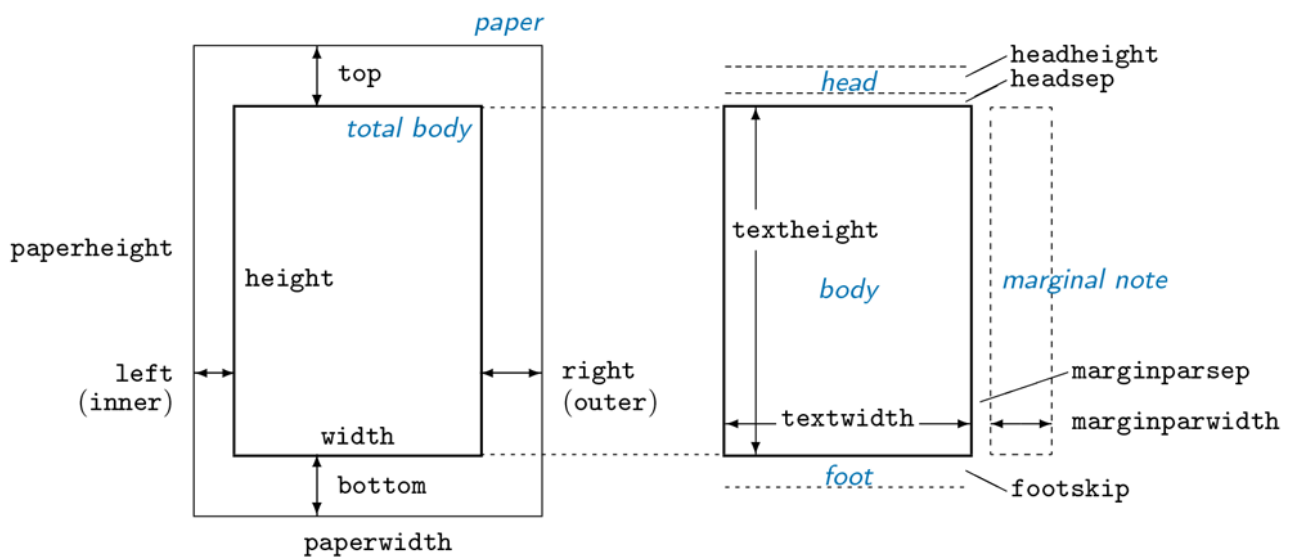 paper
top
total body
paperheight
height
left
(inner)
right
(outer)
width
bottom
paperwidth
headheight
head
headsep
textheight
body
marginal note
marginparsep
textwidth
marginparwidth
foot
footskip